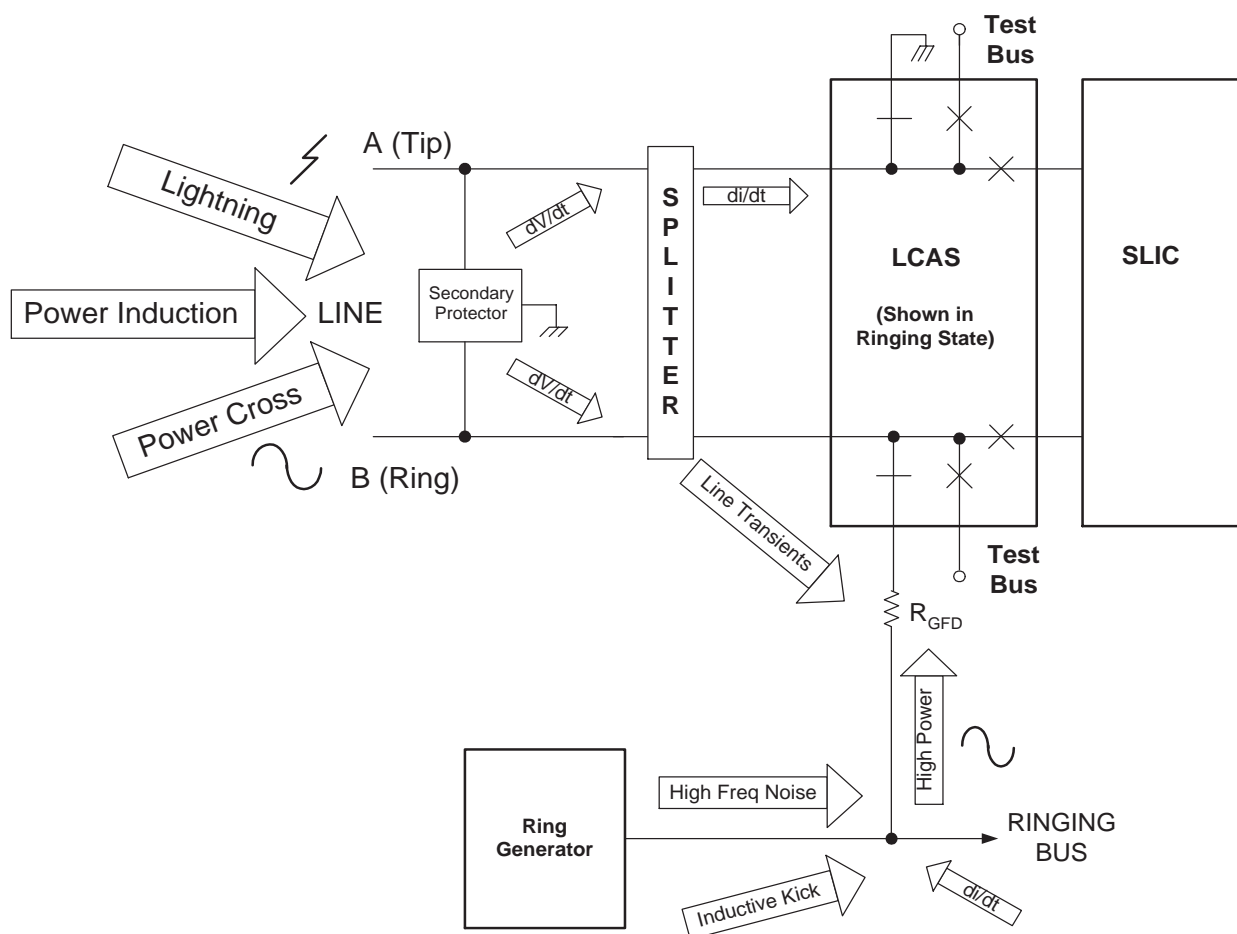 Test
Bus
A (Tip)
Lightning
dV/dt
di/dt
SPLITTER
LCAS
(Shown in
Ringing State)
SLIC
Power Induction
LINE
Secondary
Protector
dV/dt
Power Cross
B (Ring)
Line Transients
Test
Bus
RGFD
High Power
High Freq Noise
Ring
Generator
RINGING
BUS
Inductive Kick
di/dt